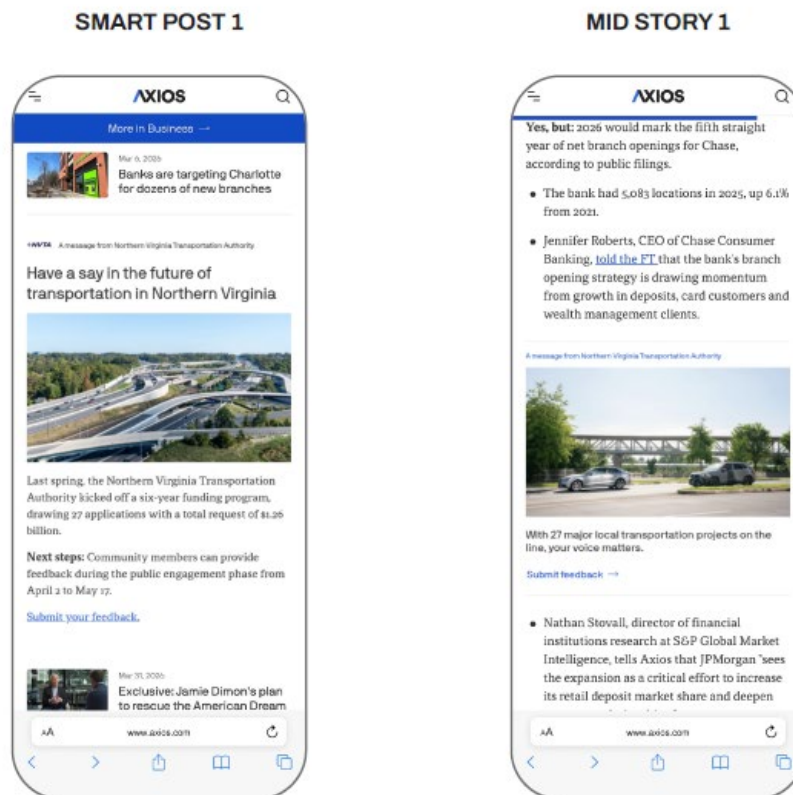 SMART POST 1
AXIOS
More in Business →
Mar 6, 2026
Banks are targeting Charlotte
for dozens of new branches
NVTA A message from Northern Virginia Transportation Authority
Have a say in the future of
transportation in Northern Virginia
Last spring, the Northern Virginia Transportation
Authority kicked off a six-year funding program,
drawing 27 applications with a total request of $1.26
billion.
Next steps: Community members can provide
feedback during the public engagement phase from
April 2 to May 17.
Submit your feedback.
Mar 31, 2026
Exclusive: Jamie Dimon's plan
to rescue the American Dream
AA www.axios.com
MID STORY 1
AXIOS
Yes, but: 2026 would mark the fifth straight
year of net branch openings for Chase,
according to public filings.
• The bank had 5,083 locations in 2025, up 6.1%
from 2021.
• Jennifer Roberts, CEO of Chase Consumer
Banking, told the FT that the bank's branch
opening strategy is drawing momentum
from growth in deposits, card customers and
wealth management clients.
A message from Northern Virginia Transportation Authority
With 27 major local transportation projects on the
line, your voice matters.
Submit feedback →
• Nathan Stovall, director of financial
institutions research at S&P Global Market
Intelligence, tells Axios that JPMorgan "sees
the expansion as a critical effort to increase
its retail deposit market share and deepen
AA www.axios.com